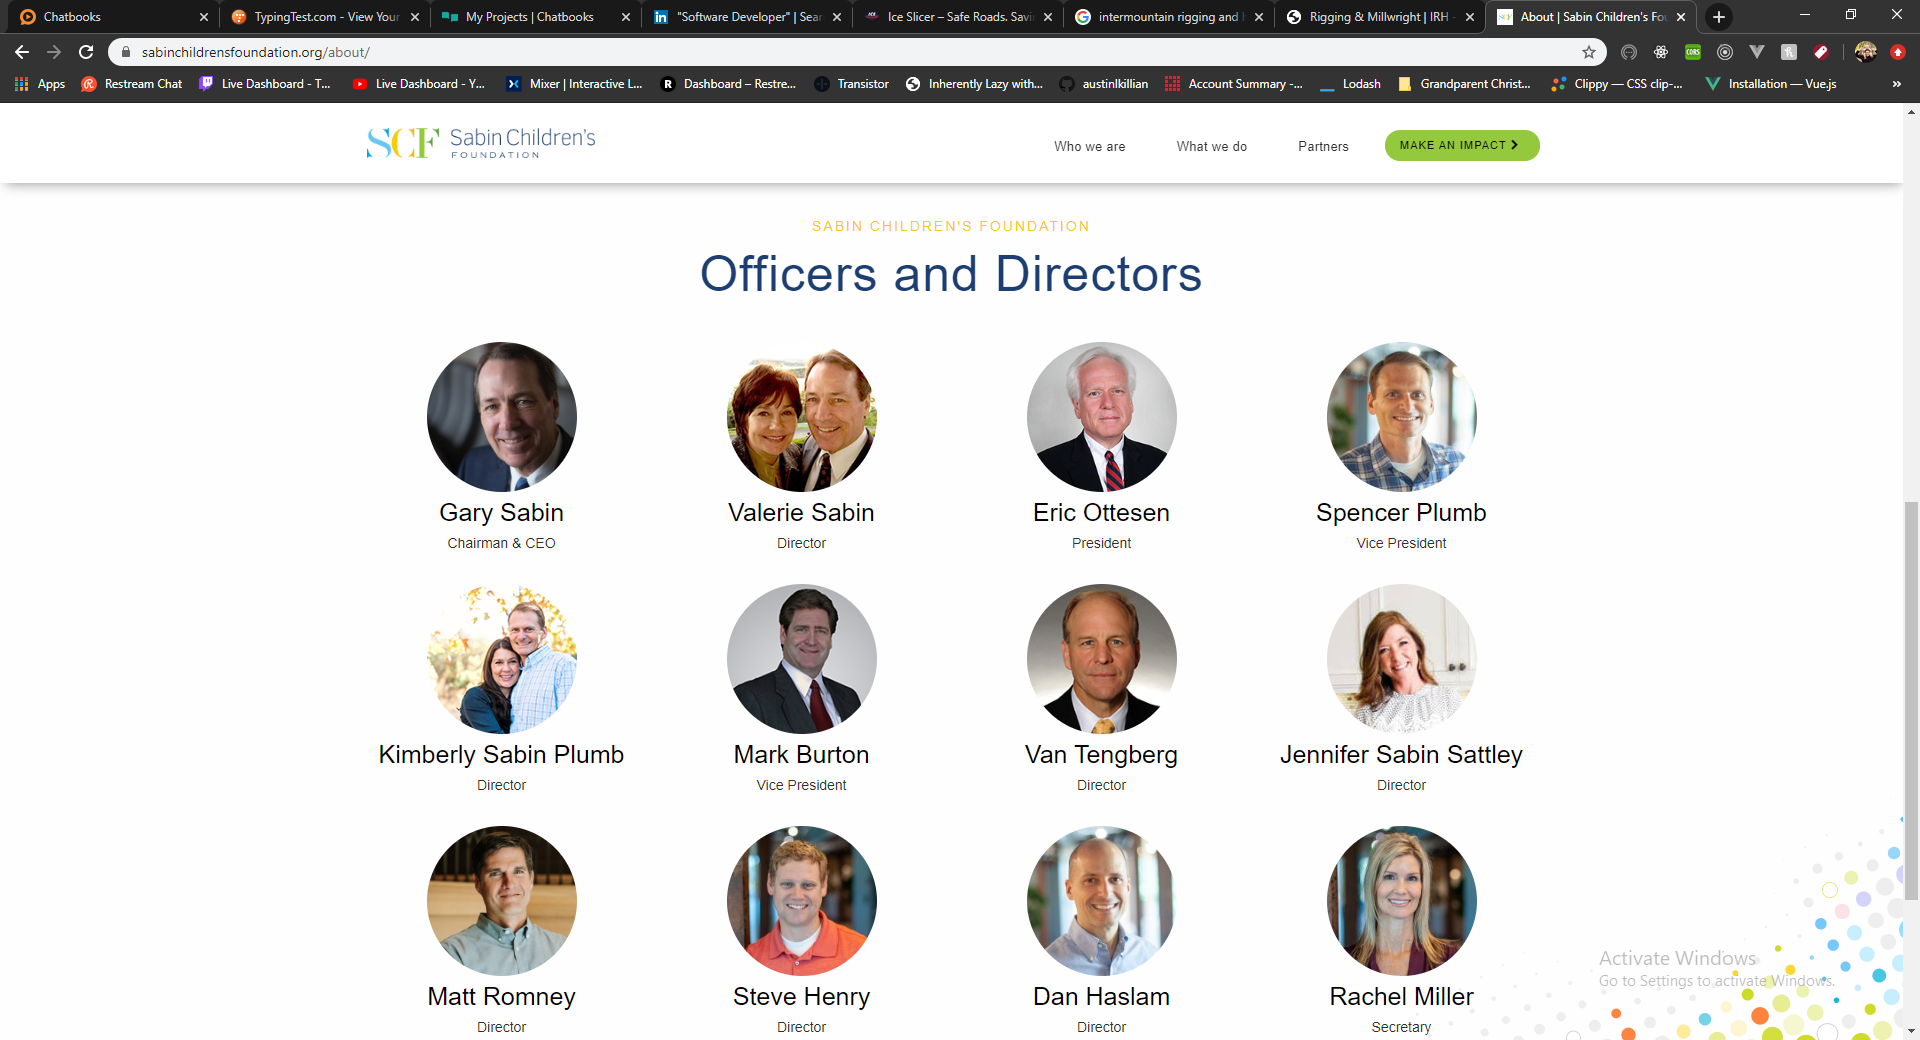 Chatbooks
TypingTest.com - View Your
My Projects | Chatbooks
"Software Developer" | Sear
Ice Slicer – Safe Roads. Savi
intermountain rigging and h
Rigging & Millwright | IRH -
About | Sabin Children's Fou
sabinchildrensfoundation.org/about/
Apps
Restream Chat
Live Dashboard - T...
Live Dashboard - Y...
Mixer | Interactive L...
Dashboard – Restre...
Transistor
Inherently Lazy with...
austinlkillian
Account Summary -...
Lodash
Grandparent Christ...
Clippy — CSS clip-...
Installation — Vue.js
»
SCF Sabin Children's
FOUNDATION
Who we are
What we do
Partners
MAKE AN IMPACT
SABIN CHILDREN'S FOUNDATION
Officers and Directors
Gary Sabin
Chairman & CEO
Valerie Sabin
Director
Eric Ottesen
President
Spencer Plumb
Vice President
Kimberly Sabin Plumb
Director
Mark Burton
Vice President
Van Tengberg
Director
Jennifer Sabin Sattley
Director
Matt Romney
Director
Steve Henry
Director
Dan Haslam
Director
Rachel Miller
Secretary
Activate Windows
Go to Settings to activate Windows.